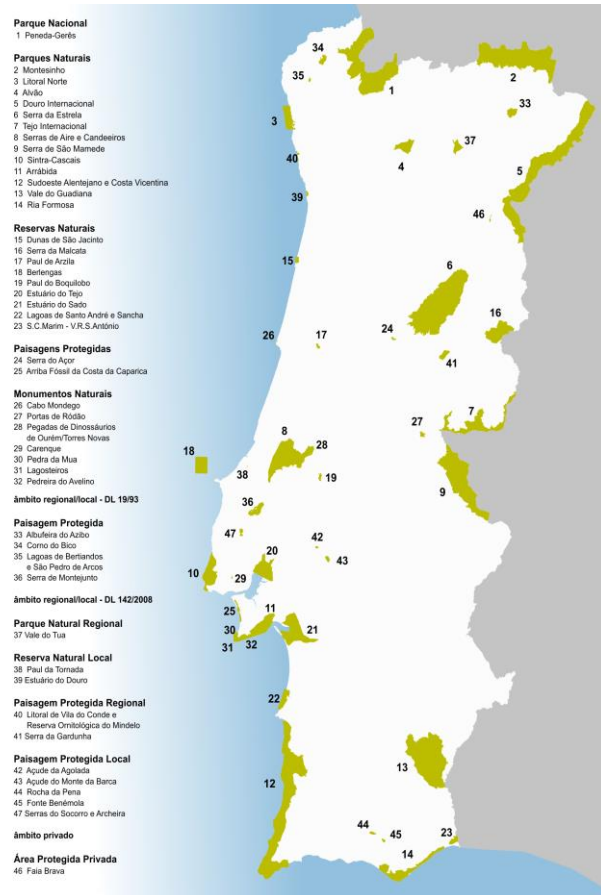 Parque Nacional
1 Peneda-Gerês
Parques Naturais
2 Montesinho
3 Litoral Norte
4 Alvão
5 Douro Internacional
6 Serra da Estrela
7 Tejo Internacional
8 Serras de Aire e Candeeiros
9 Serra de São Mamede
10 Sintra-Cascais
11 Arrábida
12 Sudoeste Alentejano e Costa Vicentina
13 Vale do Guadiana
14 Ria Formosa
Reservas Naturais
15 Dunas de São Jacinto
16 Serra da Malcata
17 Paul de Arzila
18 Berlengas
19 Paul do Boquilobo
20 Estuário do Tejo
21 Estuário do Sado
22 Lagoas de Santo André e Sancha
23 S.C.Marim - V.R.S.António
Paisagens Protegidas
24 Serra do Açor
25 Arriba Fóssil da Costa da Caparica
Monumentos Naturais
26 Cabo Mondego
27 Portas de Ródão
28 Pegadas de Dinossáurios
de Ourém/Torres Novas
29 Carenque
30 Pedra da Mua
31 Lagosteiros
32 Pedreira do Avelino
âmbito regional/local - DL 19/93
Paisagem Protegida
33 Albufeira do Azibo
34 Corno do Bico
35 Lagoas de Bertiandos
e São Pedro de Arcos
36 Serra de Montejunto
âmbito regional/local - DL 142/2008
Parque Natural Regional
37 Vale do Tua
Reserva Natural Local
38 Paul da Tornada
39 Estuário do Douro
Paisagem Protegida Regional
40 Litoral de Vila do Conde e
Reserva Ornitológica do Mindelo
41 Serra da Gardunha
Paisagem Protegida Local
42 Açude da Agolada
43 Açude do Monte da Barca
44 Rocha da Pena
45 Fonte Benémola
47 Serras do Socorro e Archeira
âmbito privado
Área Protegida Privada
46 Faia Brava
34
35
1
2
33
3
40
4
37
5
39
46
15
6
16
26
17
24
41
7
27
8
28
18
38
19
9
36
47
42
20
43
10
29
25
11
30
31
32
21
22
13
12
44
45
23
14